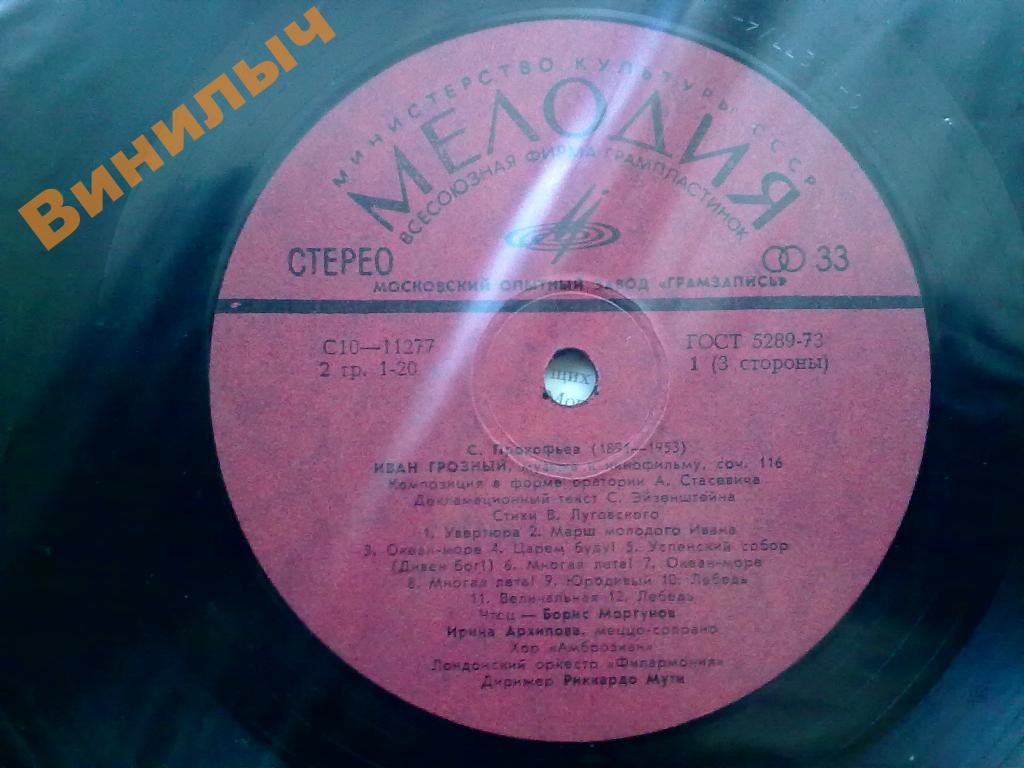 Винилыч
МИНИСТЕРСТВО КУЛЬТУРЫ СССР
МЕЛОДИЯ
ВСЕСОЮЗНАЯ ФИРМА ГРАМПЛАСТИНОК
СТЕРЕО 33
МОСКОВСКИЙ ОПЫТНЫЙ ЗАВОД «ГРАМЗАПИСЬ»
С10—11277 ГОСТ 5289-73
2 гр. 1-20 1 (3 стороны)
щих
С. Прокофьев (1891—1953)
ИВАН ГРОЗНЫЙ, музыка к кинофильму, соч. 116
Композиция в форме оратории А. Стасевича
Декламационный текст С. Эйзенштейна
Стихи В. Луговского
1. Увертюра 2. Марш молодого Ивана
3. Океан-море 4. Царем буду! 5. Успенский собор
(Дивен бог!) 6. Многая лета! 7. Океан-море
8. Многая лета! 9. Юродивый 10. Лебедь
11. Величальная 12. Лебедь
Чтец — Борис Моргунов
Ирина Архипова, меццо-сопрано
Хор «Амброзиан»
Лондонский оркестр «Филармония»
Дирижер Риккардо Мути